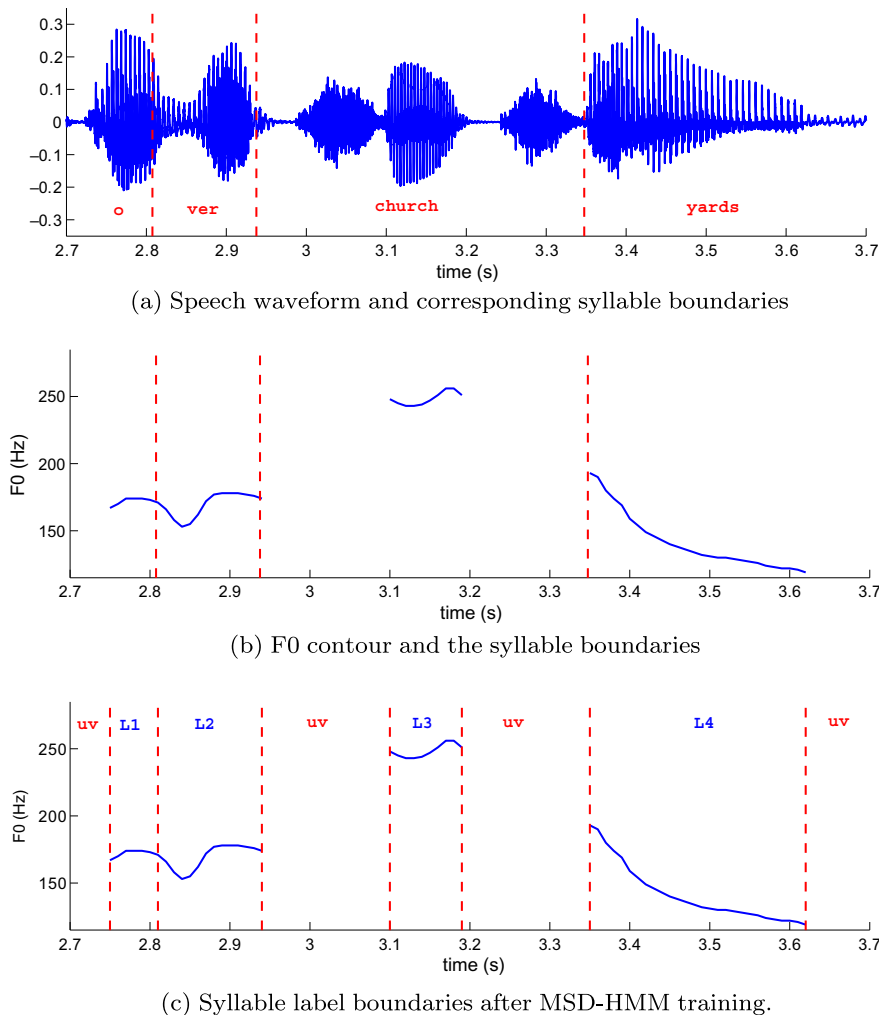 0.3
0.2
0.1
0
−0.1
−0.2
−0.3
o ver church yards
2.7 2.8 2.9 3 3.1 3.2 3.3 3.4 3.5 3.6 3.7
time (s)
(a) Speech waveform and corresponding syllable boundaries
250
200
150
F0 (Hz)
2.7 2.8 2.9 3 3.1 3.2 3.3 3.4 3.5 3.6 3.7
time (s)
(b) F0 contour and the syllable boundaries
uv L1 L2 uv L3 uv L4 uv
250
200
150
F0 (Hz)
2.7 2.8 2.9 3 3.1 3.2 3.3 3.4 3.5 3.6 3.7
time (s)
(c) Syllable label boundaries after MSD-HMM training.